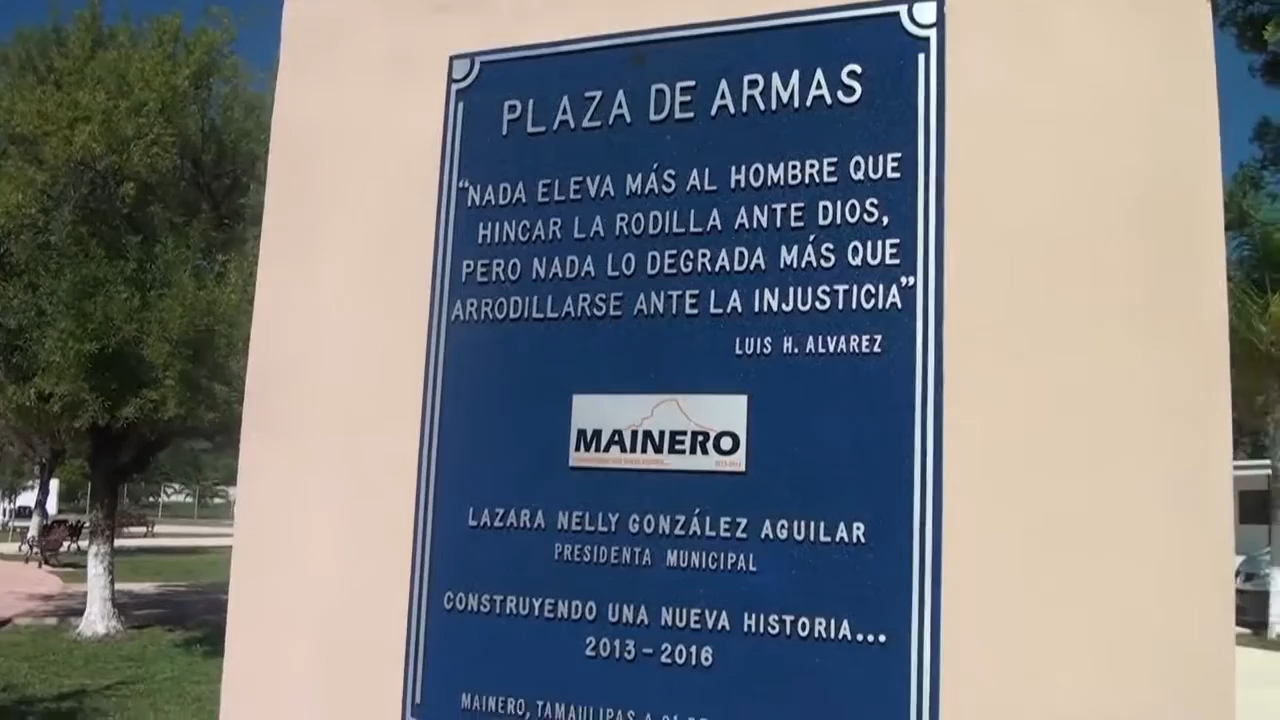 PLAZA DE ARMAS
“NADA ELEVA MÁS AL HOMBRE QUE
HINCAR LA RODILLA ANTE DIOS,
PERO NADA LO DEGRADA MÁS QUE
ARRODILLARSE ANTE LA INJUSTICIA”
LUIS H. ALVAREZ
MAINERO
LAZARA NELLY GONZÁLEZ AGUILAR
PRESIDENTA MUNICIPAL
CONSTRUYENDO UNA NUEVA HISTORIA...
2013-2016
MAINERO, TAMAULIPAS A